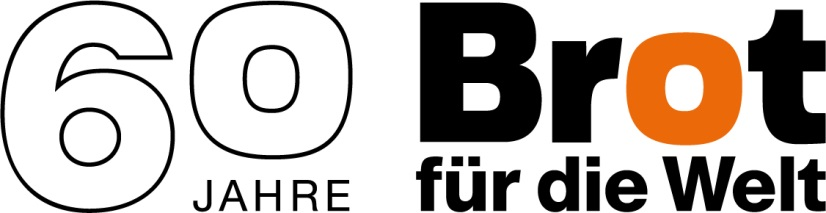 60
JAHRE
Brot
für die Welt